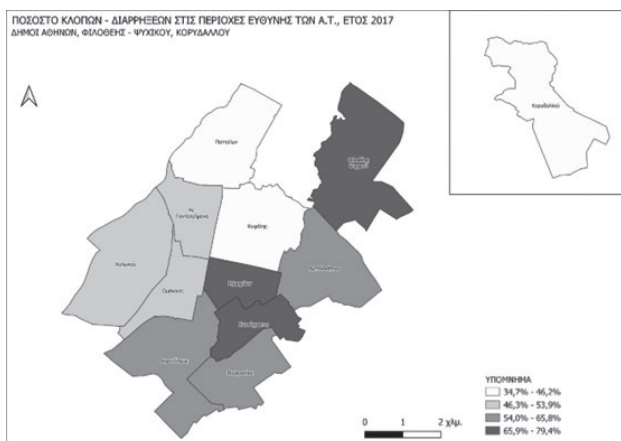 ΠΟΣΟΣΤΟ ΚΛΟΠΩΝ - ΔΙΑΡΡΗΞΕΩΝ ΣΤΙΣ ΠΕΡΙΟΧΕΣ ΕΥΘΥΝΗΣ ΤΩΝ Α.Τ., ΕΤΟΣ 2017
ΔΗΜΟΙ ΑΘΗΝΩΝ, ΦΙΛΟΘΕΗΣ - ΨΥΧΙΚΟΥ, ΚΟΡΥΔΑΛΛΟΥ
Κορυδαλλού
Πατησίων
Κυψέλης
Ομόνοιας
Εξαρχείων
ΥΠΟΜΝΗΜΑ
34,7% - 46,2%
46,3% - 53,9%
54,0% - 65,8%
65,9% - 79,4%
0 1 2 χλμ.